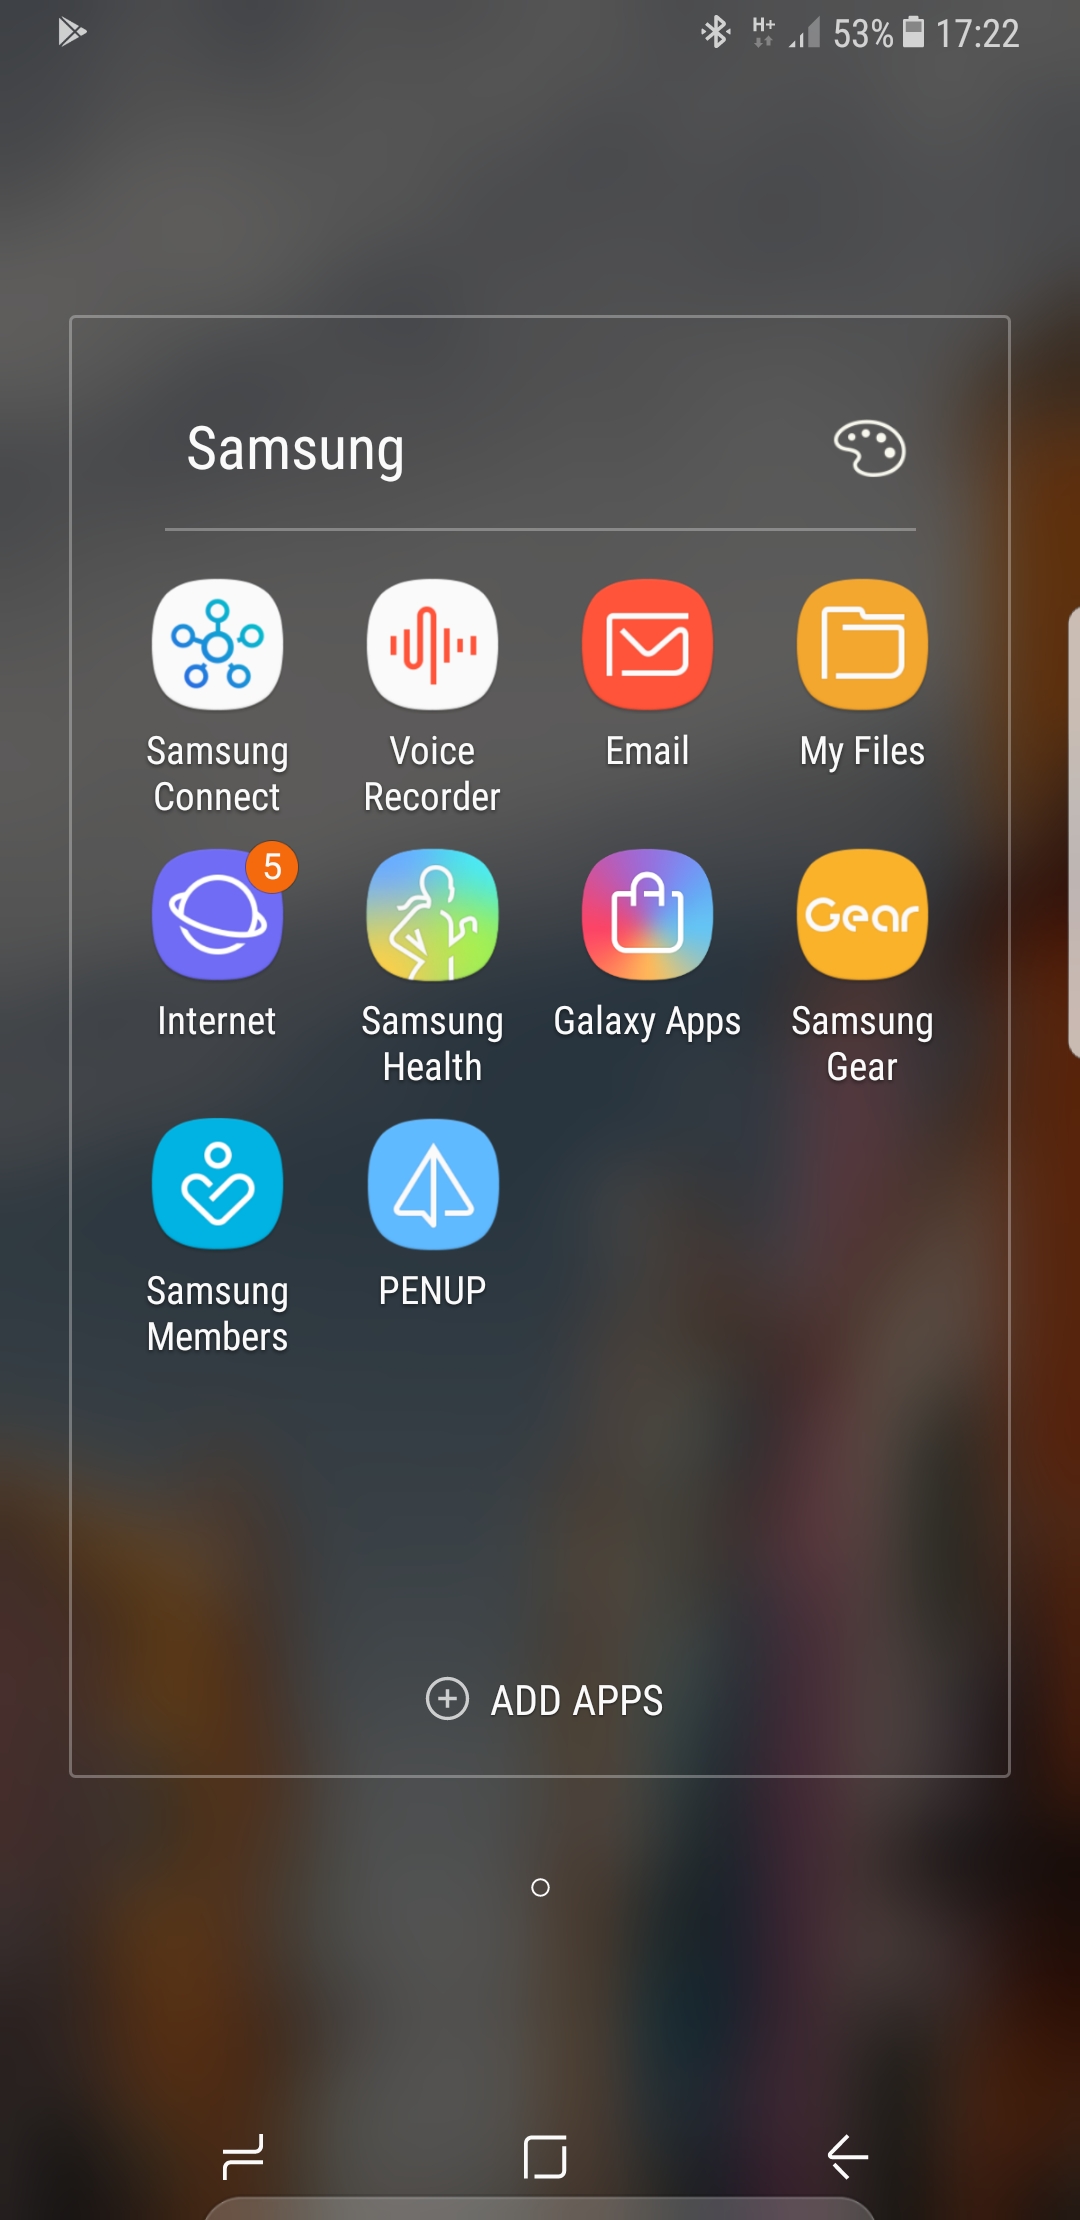 H+ 53% 17:22
Samsung
Samsung Connect
Voice Recorder
Email
My Files
5
Gear
Internet
Samsung Health
Galaxy Apps
Samsung Gear
Samsung Members
PENUP
ADD APPS